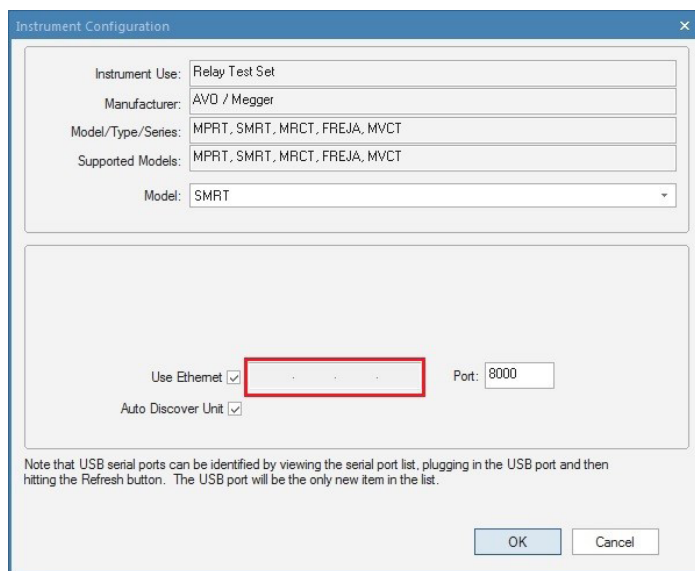 Instrument Configuration
Instrument Use: Relay Test Set
Manufacturer: AVO / Megger
Model/Type/Series: MPRT, SMRT, MRCT, FREJA, MVCT
Supported Models: MPRT, SMRT, MRCT, FREJA, MVCT
Model: SMRT
Use Ethernet . . . Port: 8000
Auto Discover Unit
Note that USB serial ports can be identified by viewing the serial port list, plugging in the USB port and then
hitting the Refresh button. The USB port will be the only new item in the list.
OK Cancel